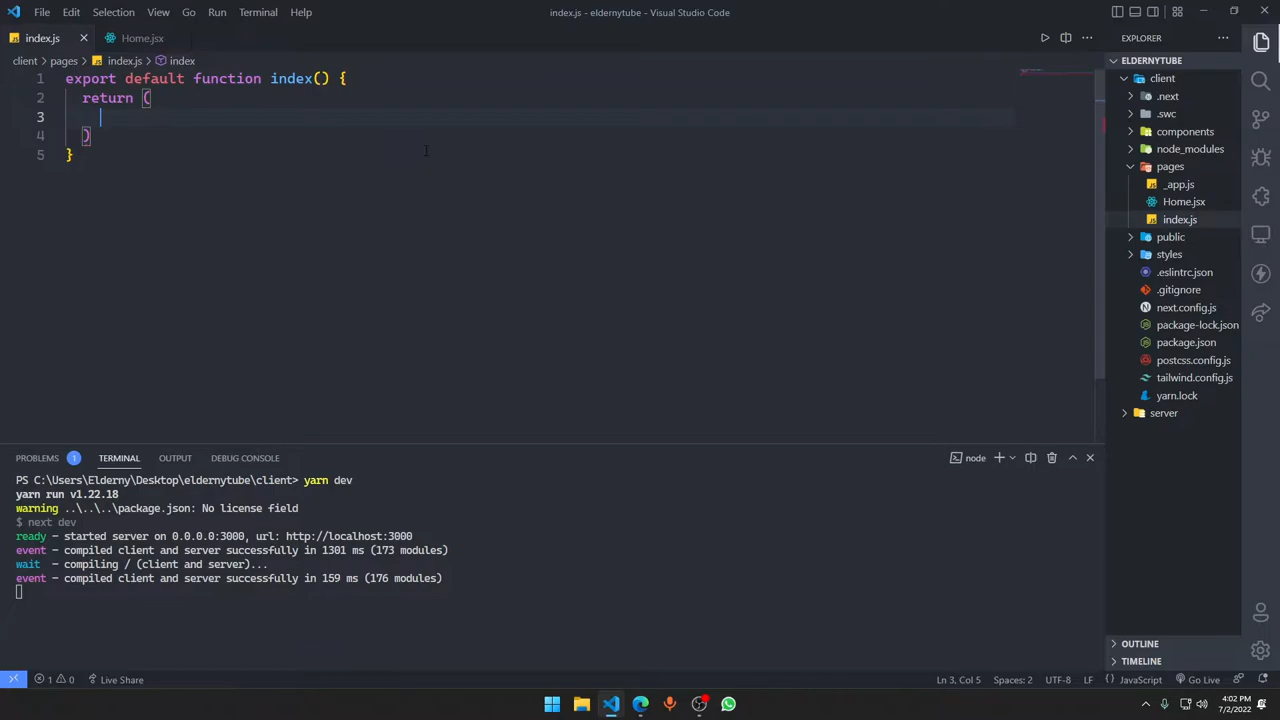 File Edit Selection View Go Run Terminal Help
index.js - eldernytube - Visual Studio Code
index.js
Home.jsx
client > pages > index.js > index
1 export default function index() {
2 return (
3
4 )
5 }
EXPLORER
ELDERNYTUBE
client
.next
.swc
components
node_modules
pages
_app.js
Home.jsx
index.js
public
styles
.eslintrc.json
.gitignore
next.config.js
package-lock.json
package.json
postcss.config.js
tailwind.config.js
yarn.lock
server
OUTLINE
TIMELINE
PROBLEMS 1 TERMINAL OUTPUT DEBUG CONSOLE
node
PS C:\Users\Elderny\Desktop\eldernytube\client> yarn dev
yarn run v1.22.18
warning ..\..\..\package.json: No license field
$ next dev
ready - started server on 0.0.0.0:3000, url: http://localhost:3000
event - compiled client and server successfully in 1301 ms (173 modules)
wait - compiling / (client and server)...
event - compiled client and server successfully in 159 ms (176 modules)
1 0 Live Share
Ln 3, Col 5 Spaces: 2 UTF-8 LF {} JavaScript Go Live
4:02 PM
7/2/2022